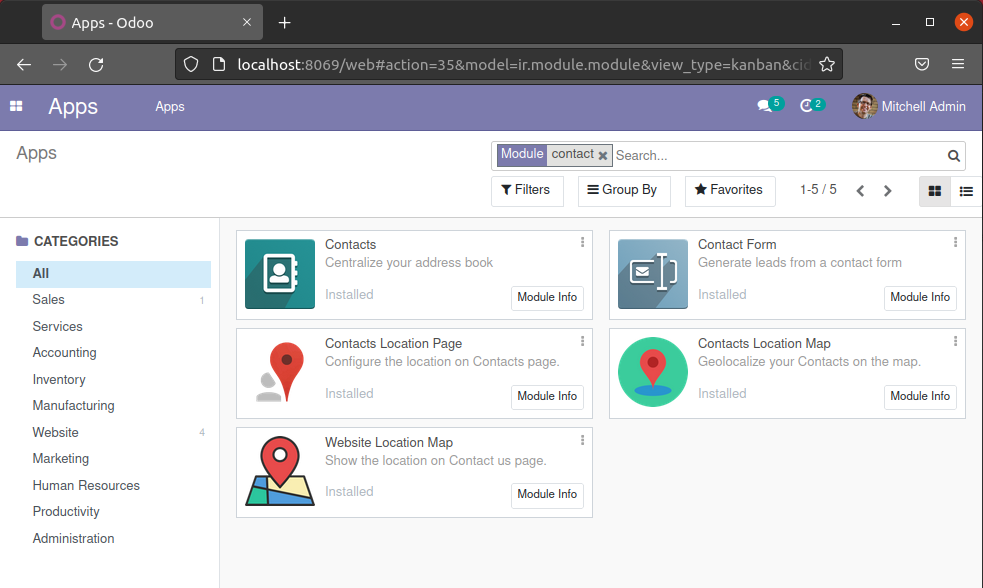 Apps - Odoo
localhost:8069/web#action=35&model=ir.module.module&view_type=kanban&cid
Apps
Apps
5
2
Mitchell Admin
Apps
Module contact Search...
Filters
Group By
Favorites
1-5 / 5
CATEGORIES
All
Sales 1
Services
Accounting
Inventory
Manufacturing
Website 4
Marketing
Human Resources
Productivity
Administration
Contacts
Centralize your address book
Installed
Module Info
Contact Form
Generate leads from a contact form
Installed
Module Info
Contacts Location Page
Configure the location on Contacts page.
Installed
Module Info
Contacts Location Map
Geolocalize your Contacts on the map.
Installed
Module Info
Website Location Map
Show the location on Contact us page.
Installed
Module Info